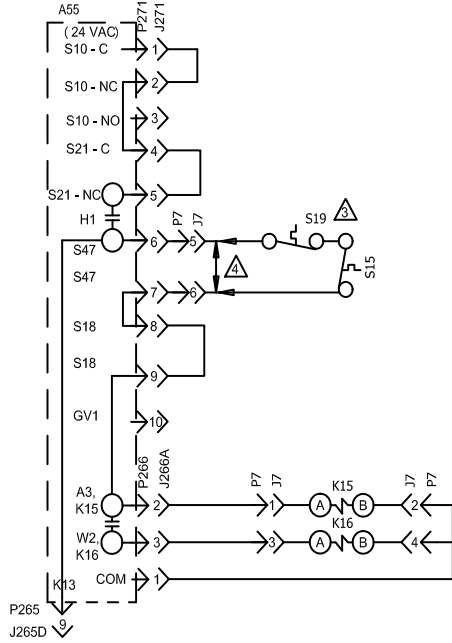 A55
P271
J271
( 24 VAC)
S10 - C
1
S10 - NC
2
S10 - NO
3
S21 - C
4
S21 - NC
5
H1
P7
J7
S19
3
S47
6
5
4
S15
S47
7
6
S18
8
S18
9
GV1
10
P266
J266A
P7
J7
K15
J7
P7
A3,
K15
2
1
A
B
2
K16
W2,
K16
3
3
A
B
4
COM
1
K13
P265
9
J265D